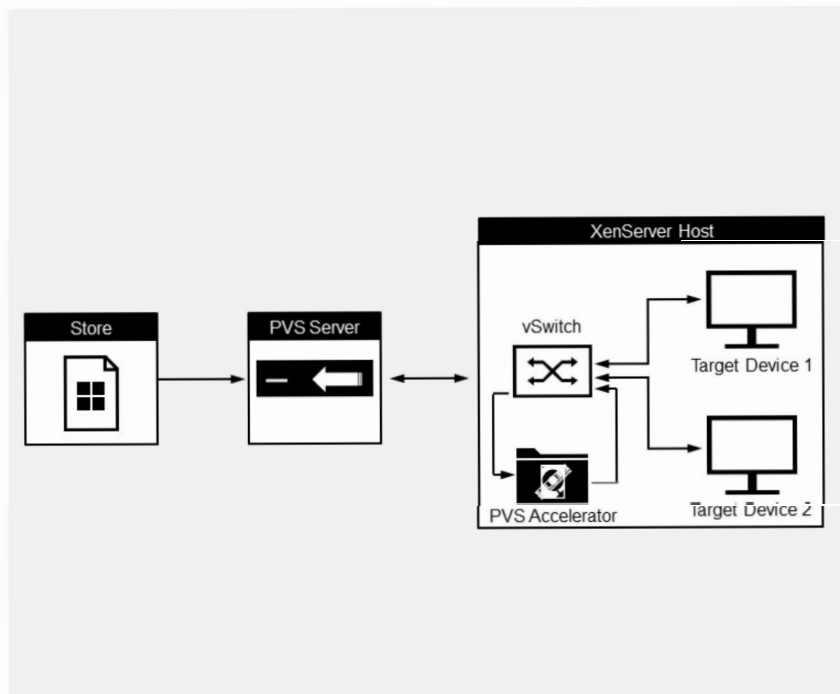 Store
PVS Server
XenServer Host
vSwitch
Target Device 1
PVS Accelerator
Target Device 2